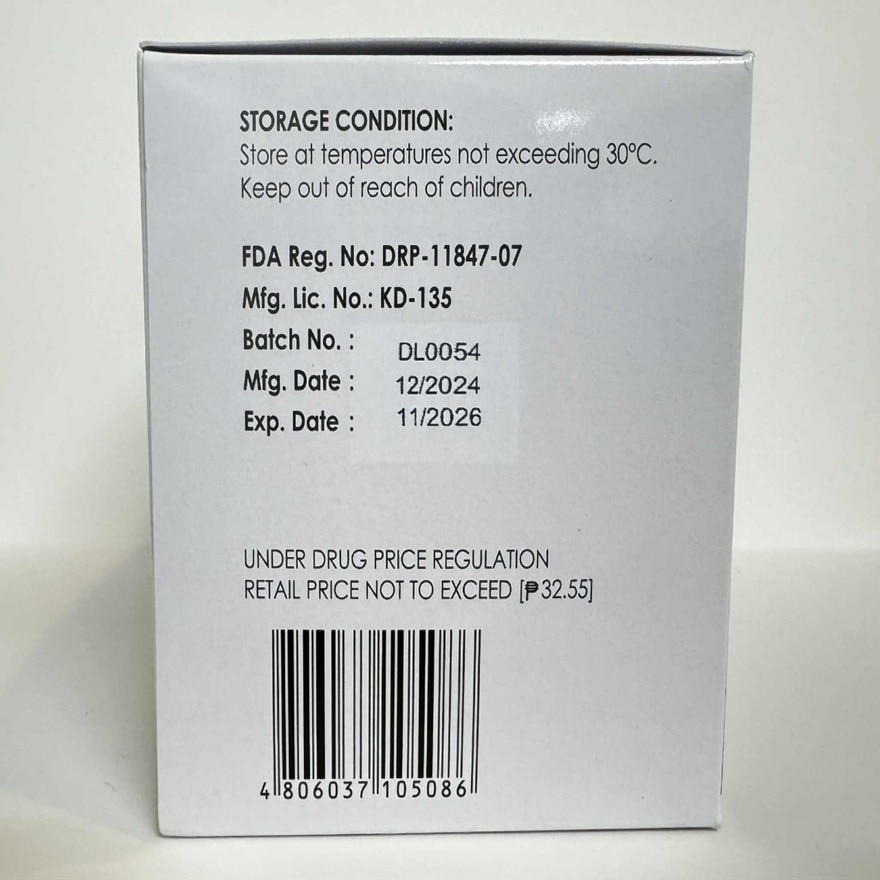 STORAGE CONDITION:
Store at temperatures not exceeding 30°C.
Keep out of reach of children.
FDA Reg. No: DRP-11847-07
Mfg. Lic. No.: KD-135
Batch No. : DL0054
Mfg. Date : 12/2024
Exp. Date : 11/2026
UNDER DRUG PRICE REGULATION
RETAIL PRICE NOT TO EXCEED [₱32.55]
4 806037 105086